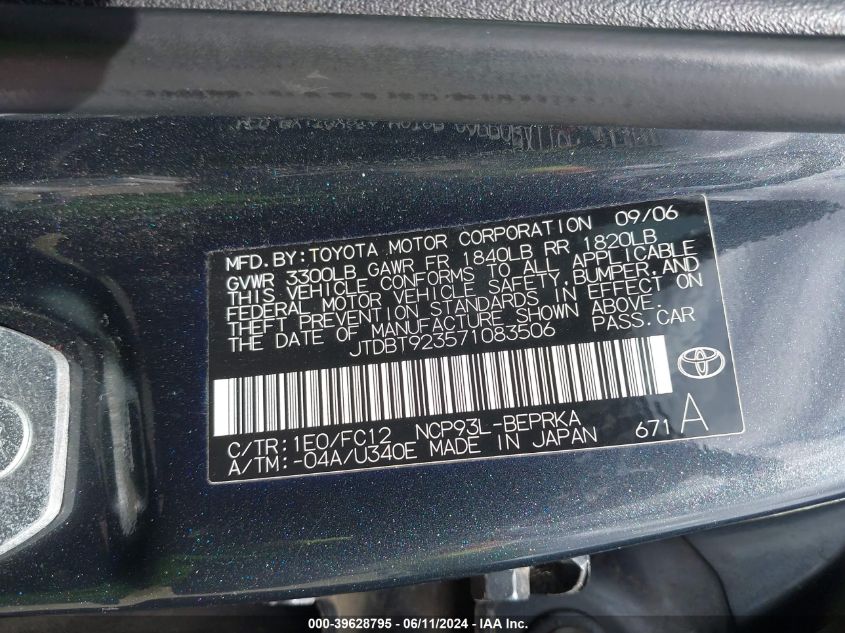 MFD.BY:TOYOTA MOTOR CORPORATION 09/06
GVWR 3300LB GAWR FR 1840LB RR 1820LB
THIS VEHICLE CONFORMS TO ALL APPLICABLE
FEDERAL MOTOR VEHICLE SAFETY,BUMPER,AND
THEFT PREVENTION STANDARDS IN EFFECT ON
THE DATE OF MANUFACTURE SHOWN ABOVE.
JTDBT923571083506 PASS.CAR
C/TR:1E0/FC12 NCP93L-BEPRKA
A/TM:-04A/U340E MADE IN JAPAN 671 A
000-39628795 - 06/11/2024 - IAA Inc.